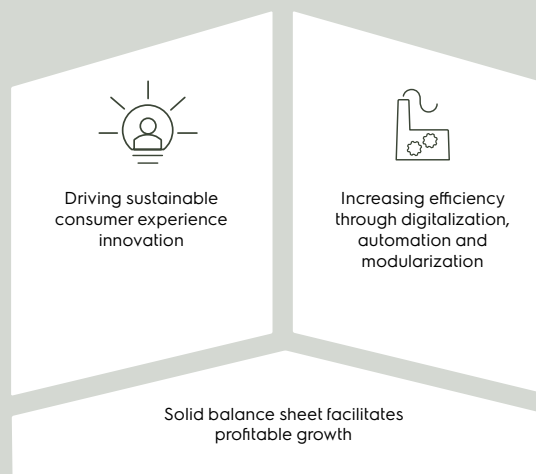 Driving sustainable
consumer experience
innovation
Increasing efficiency
through digitalization,
automation and
modularization
Solid balance sheet facilitates
profitable growth